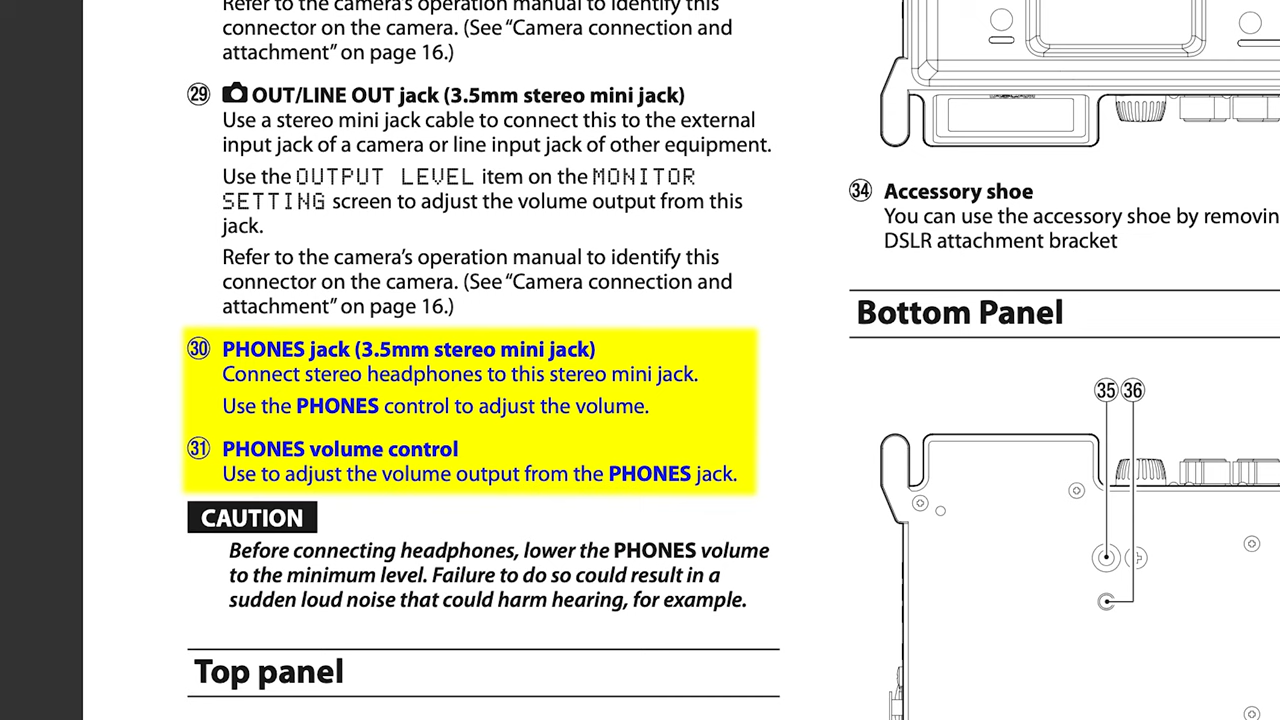 Refer to the camera's operation manual to identify this
connector on the camera. (See “Camera connection and
attachment” on page 16.)
㉙ OUT/LINE OUT jack (3.5mm stereo mini jack)
Use a stereo mini jack cable to connect this to the external
input jack of a camera or line input jack of other equipment.
Use the OUTPUT LEVEL item on the MONITOR
SETTING screen to adjust the volume output from this
jack.
Refer to the camera's operation manual to identify this
connector on the camera. (See “Camera connection and
attachment” on page 16.)
㉚ PHONES jack (3.5mm stereo mini jack)
Connect stereo headphones to this stereo mini jack.
Use the PHONES control to adjust the volume.
㉛ PHONES volume control
Use to adjust the volume output from the PHONES jack.
CAUTION
Before connecting headphones, lower the PHONES volume
to the minimum level. Failure to do so could result in a
sudden loud noise that could harm hearing, for example.
Top panel
㉞ Accessory shoe
You can use the accessory shoe by removin
DSLR attachment bracket
Bottom Panel
㉟ ㊱